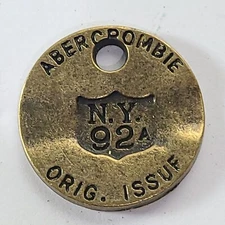 ABERCROMBIE
N.Y.
92A
ORIG. ISSUE